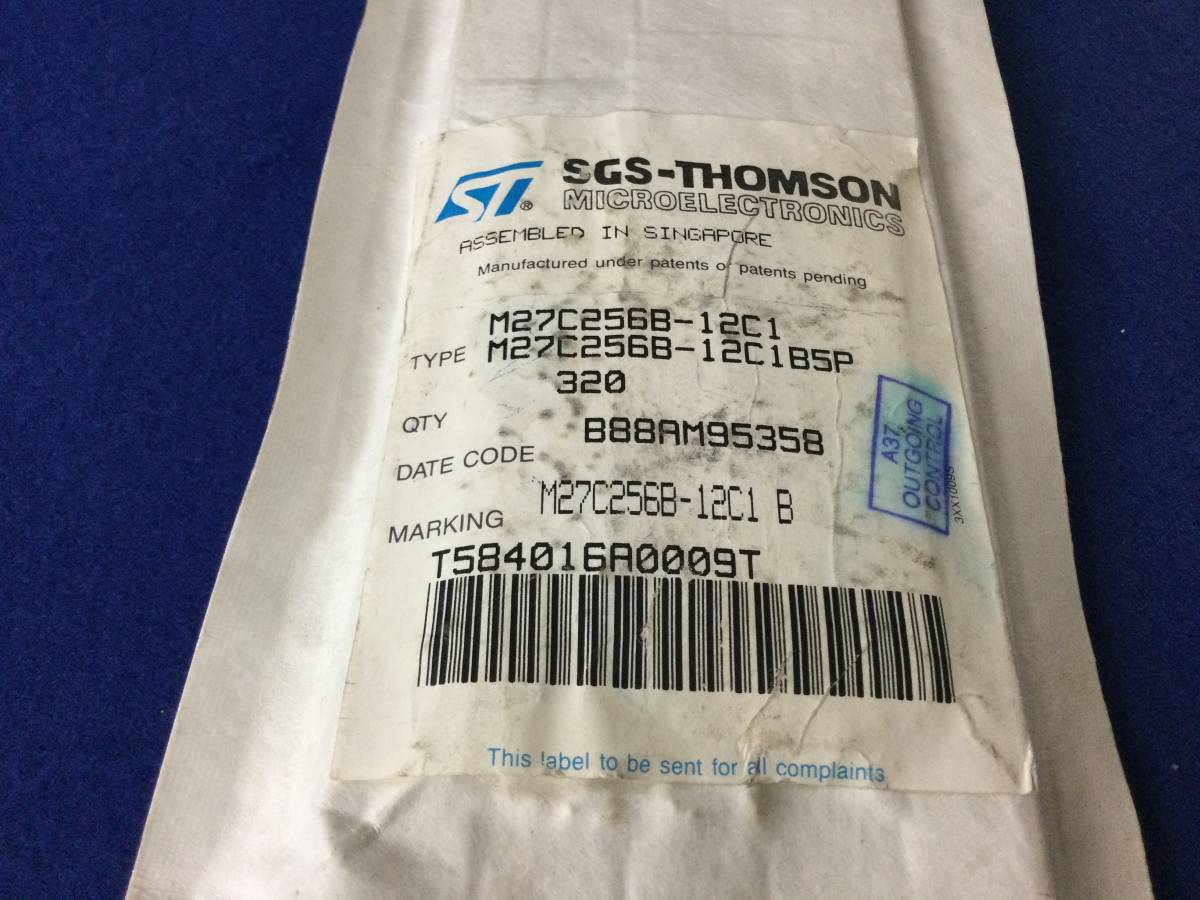 ST®
SGS-THOMSON
MICROELECTRONICS
ASSEMBLED IN SINGAPORE
Manufactured under patents or patents pending
M27C256B-12C1
TYPE M27C256B-12C1B5P
320
QTY
B88AM95358
DATE CODE
M27C256B-12C1 B
MARKING
T584016A0009T
A37
OUTGOING
CONTROL
3XX10095
This label to be sent for all complaints